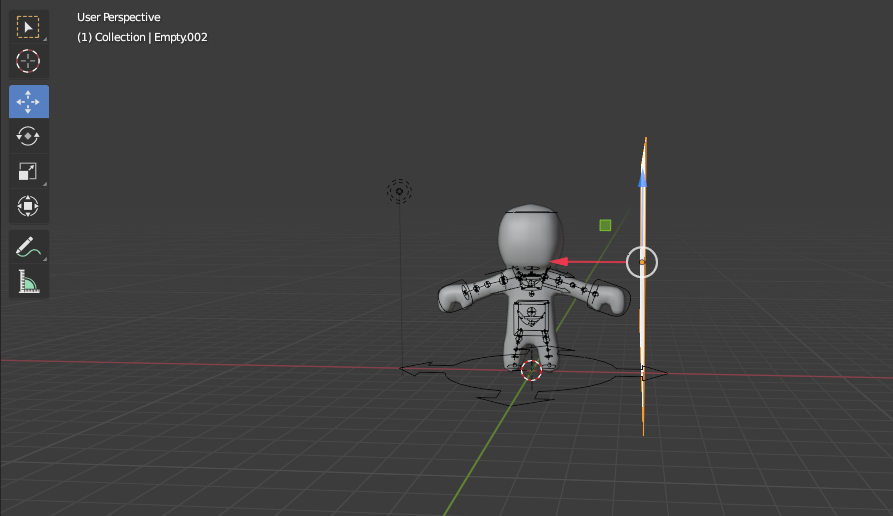 User Perspective
(1) Collection | Empty.002